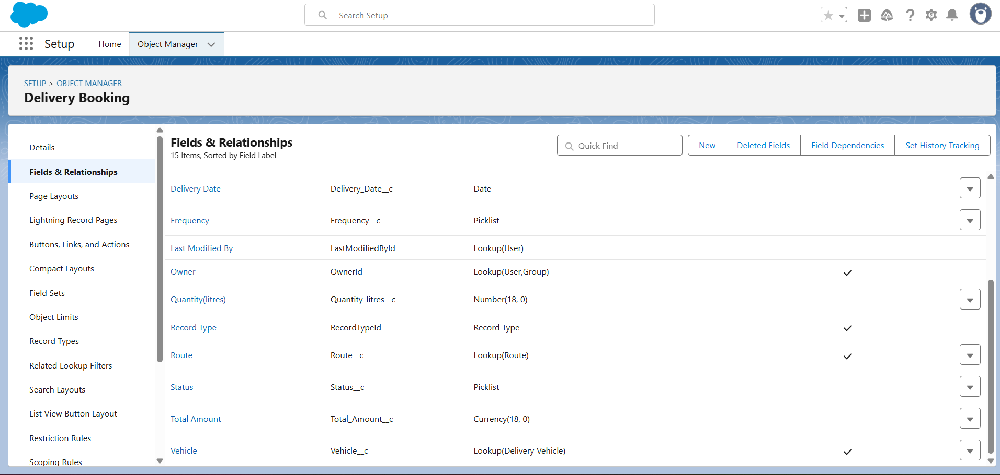 Search Setup
Setup
Home
Object Manager
SETUP > OBJECT MANAGER
Delivery Booking
Details
Fields & Relationships
Page Layouts
Lightning Record Pages
Buttons, Links, and Actions
Compact Layouts
Field Sets
Object Limits
Record Types
Related Lookup Filters
Search Layouts
List View Button Layout
Restriction Rules
Scoping Rules
Fields & Relationships
15 Items, Sorted by Field Label
Quick Find
New
Deleted Fields
Field Dependencies
Set History Tracking
Delivery Date Delivery_Date__c Date
Frequency Frequency__c Picklist
Last Modified By LastModifiedById Lookup(User)
Owner OwnerId Lookup(User,Group)
Quantity(litres) Quantity_litres__c Number(18, 0)
Record Type RecordTypeId Record Type
Route Route__c Lookup(Route)
Status Status__c Picklist
Total Amount Total_Amount__c Currency(18, 0)
Vehicle Vehicle__c Lookup(Delivery Vehicle)